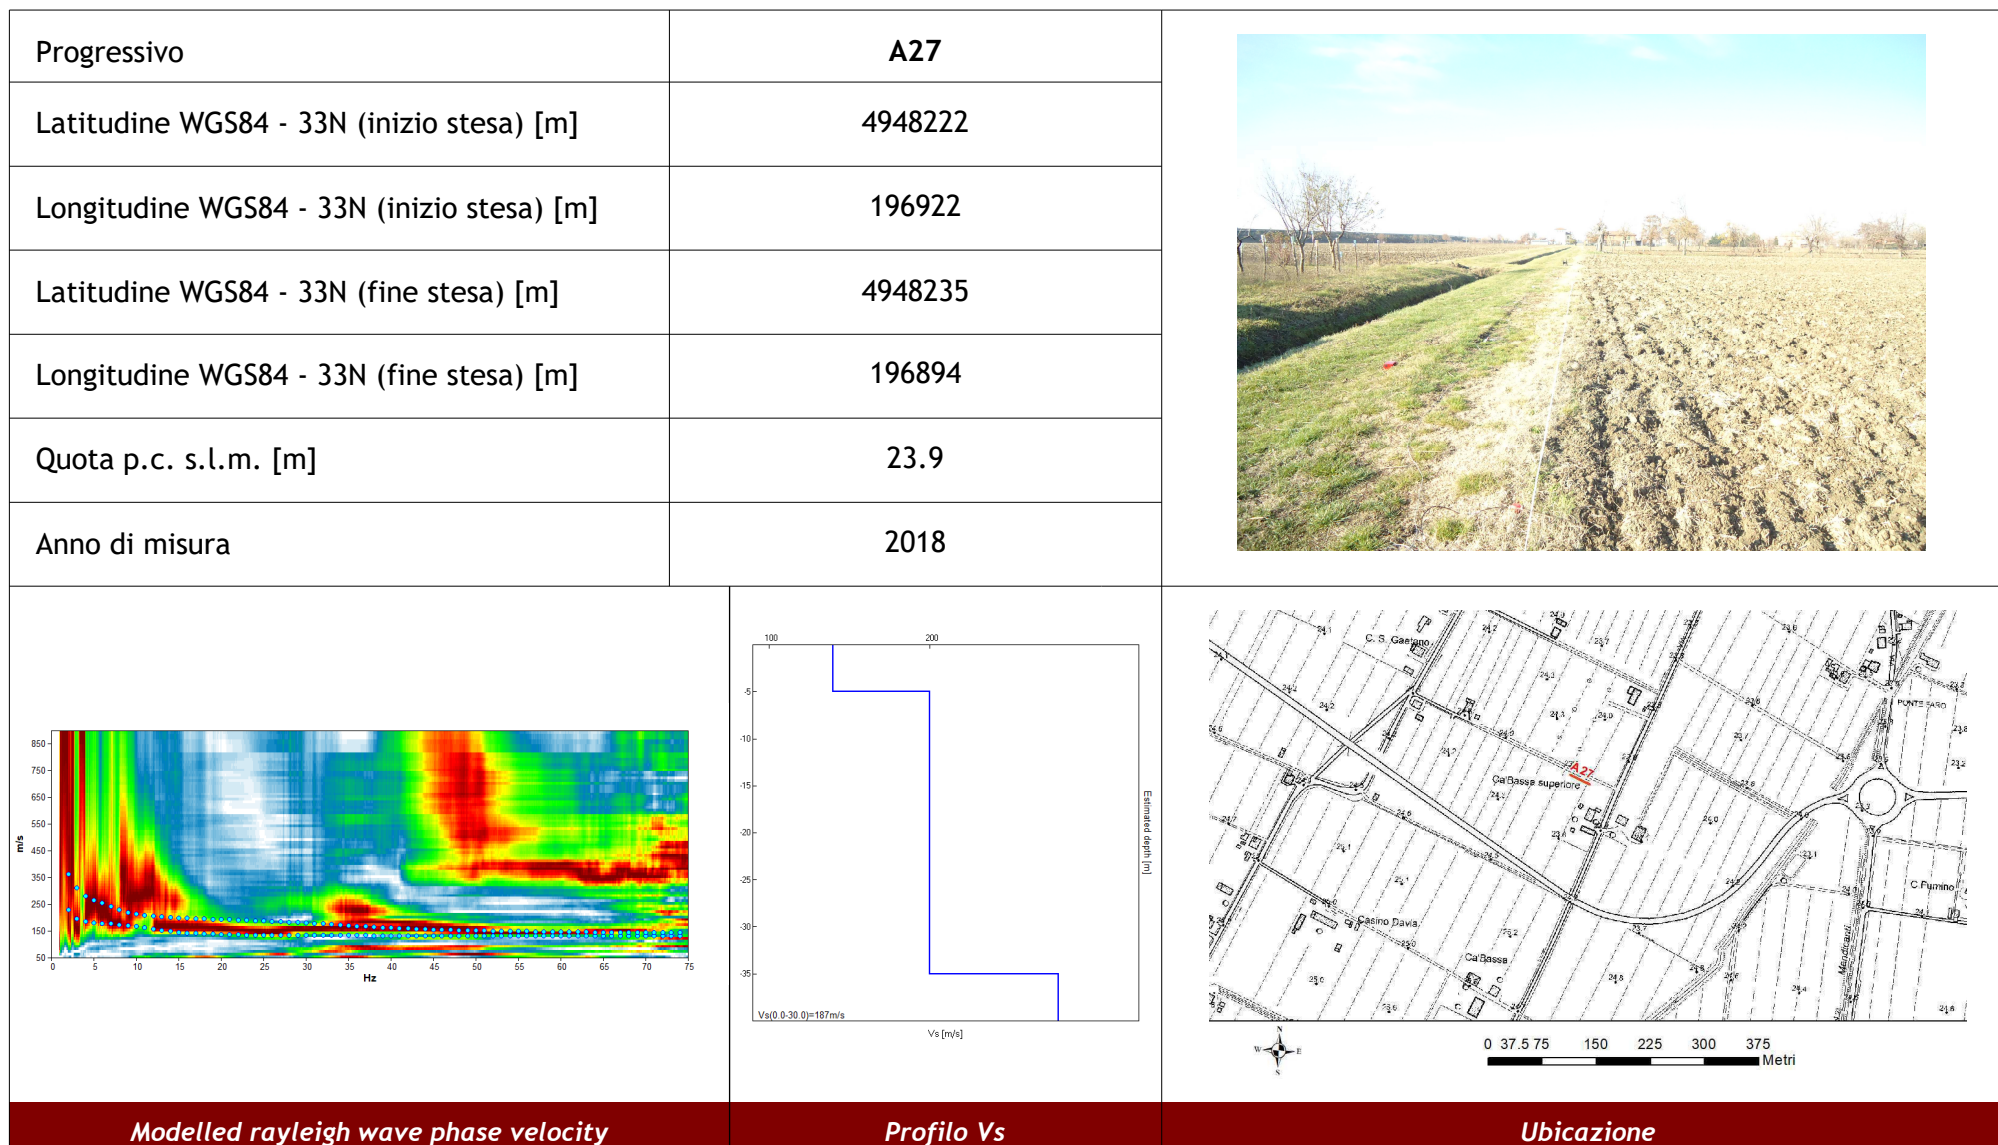 Progressivo
A27
Latitudine WGS84 - 33N (inizio stesa) [m]
4948222
Longitudine WGS84 - 33N (inizio stesa) [m]
196922
Latitudine WGS84 - 33N (fine stesa) [m]
4948235
Longitudine WGS84 - 33N (fine stesa) [m]
196894
Quota p.c. s.l.m. [m]
23.9
Anno di misura
2018
850
750
650
550
450
350
250
150
50
m/s
0 5 10 15 20 25 30 35 40 45 50 55 60 65 70 75
Hz
100 200
-5
-10
-15
-20
-25
-30
-35
Estimated depth [m]
Vs(0.0-30.0)=187m/s
Vs [m/s]
C. S. Gaetano
PONTE FARO
A27
Ca'Bassa superiore
C.Fumino
Casino Davia
Ca'Bassa
Mendicanti
N
W E
S
0 37.5 75 150 225 300 375
Metri
Modelled rayleigh wave phase velocity
Profilo Vs
Ubicazione